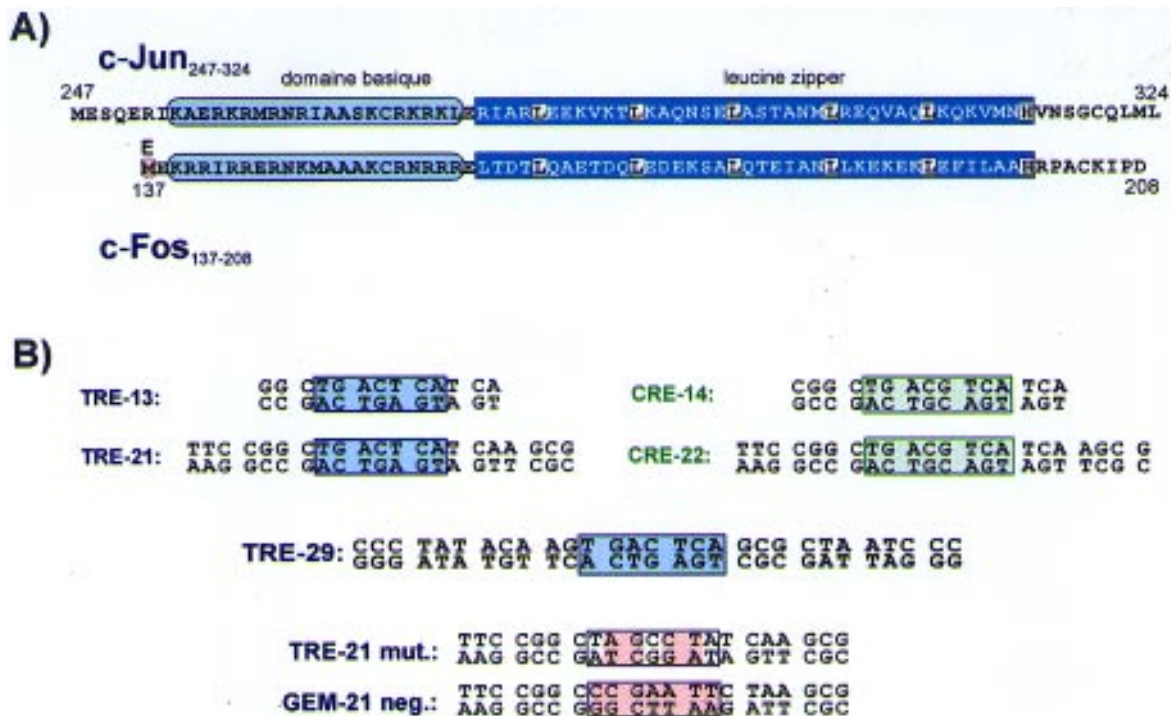 A)
c-Jun247-324
domaine basique
leucine zipper
247
324
MESQERIKAERKRMRNRIAASKCRKRKLERIARLEEKVKTLKAQNSELASTANMLREQVAQLKQKVMNHVNSGCQLML
E
MEKRRIRRERNKMAAAKCRNRRRELTDTLQAETDQLEDEKSALQTEIANLLKEKEKLEFILAAHRPACKIPD
137
208
c-Fos137-208
B)
TRE-13:
GG CTG ACT CAT CA
CC GAC TGA GTA GT
CRE-14:
CGG CTG ACG TCA TCA
GCC GAC TGC AGT AGT
TRE-21:
TTC CGG CTG ACT CAT CAA GCG
AAG GCC GAC TGA GTA GTT CGC
CRE-22:
TTC CGG CTG ACG TCA TCA AGC G
AAG GCC GAC TGC AGT AGT TCG C
TRE-29:
CCC TAT ACA AGT GAC TCA GCG CTA ATC CC
GGG ATA TGT TCA CTG AGT CGC GAT TAG GG
TRE-21 mut.:
TTC CGG CTA GCC TAT CAA GCG
AAG GCC GAT CGG ATA GTT CGC
GEM-21 neg.:
TTC CGG CCC GAA TTC TAA GCG
AAG GCC GGG CTT AAG ATT CGC